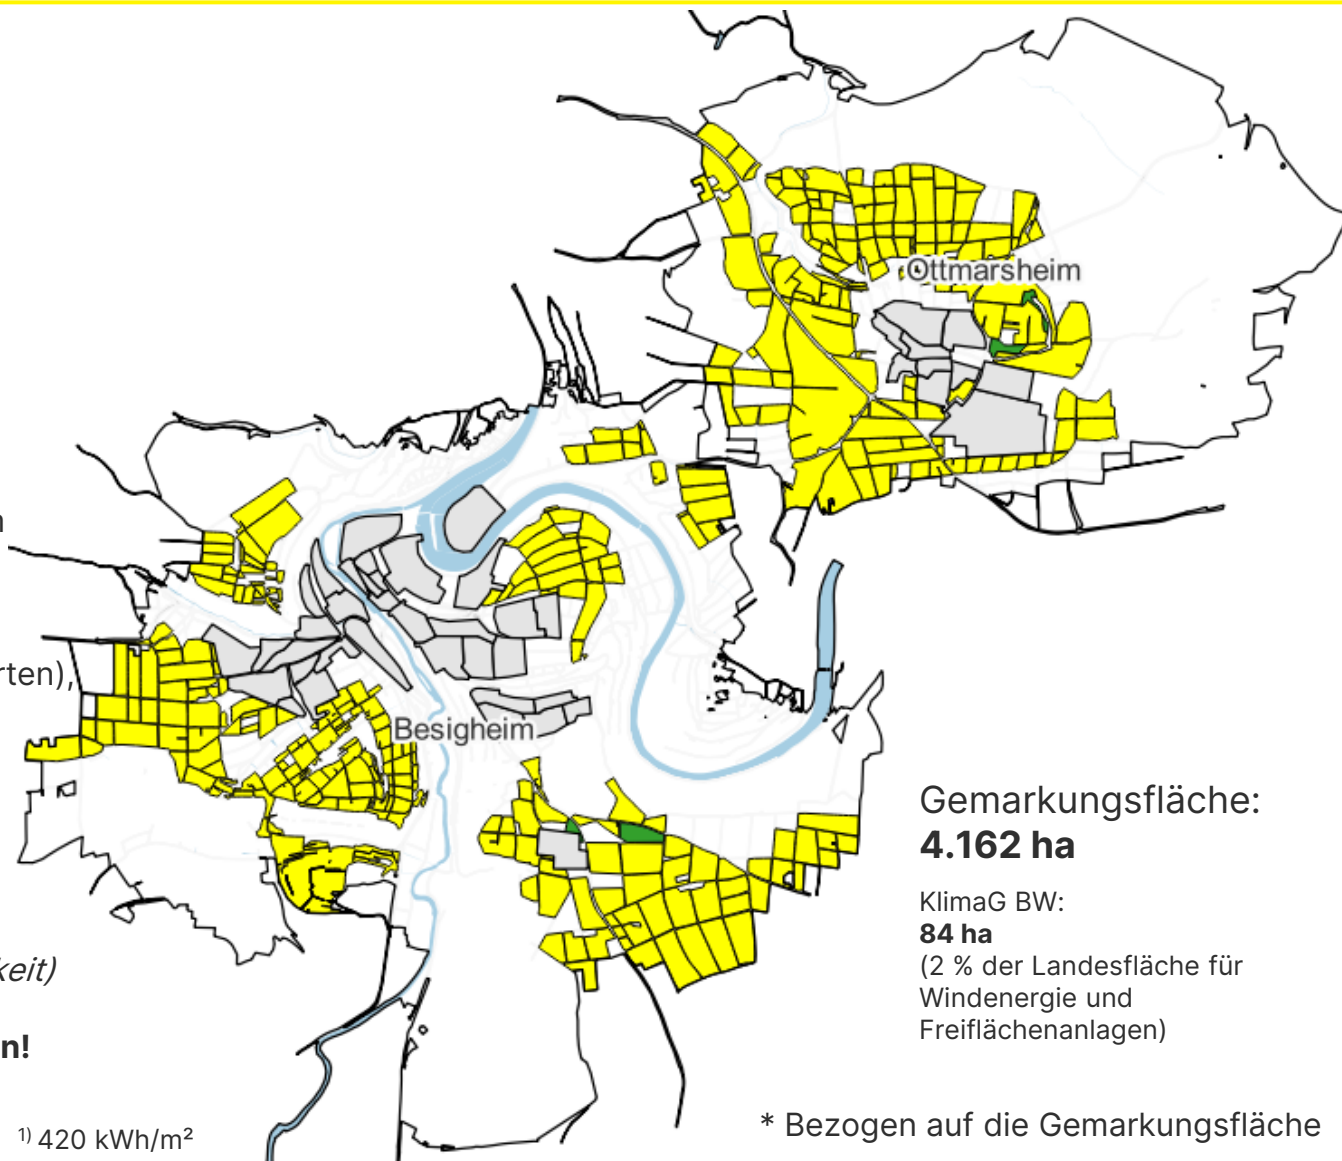 Ottmarsheim
n
rten),
Besigheim
Gemarkungsfläche:
4.162 ha
KlimaG BW:
84 ha
(2 % der Landesfläche für
Windenergie und
Freiflächenanlagen)
keit)
n!
1) 420 kWh/m²
* Bezogen auf die Gemarkungsfläche